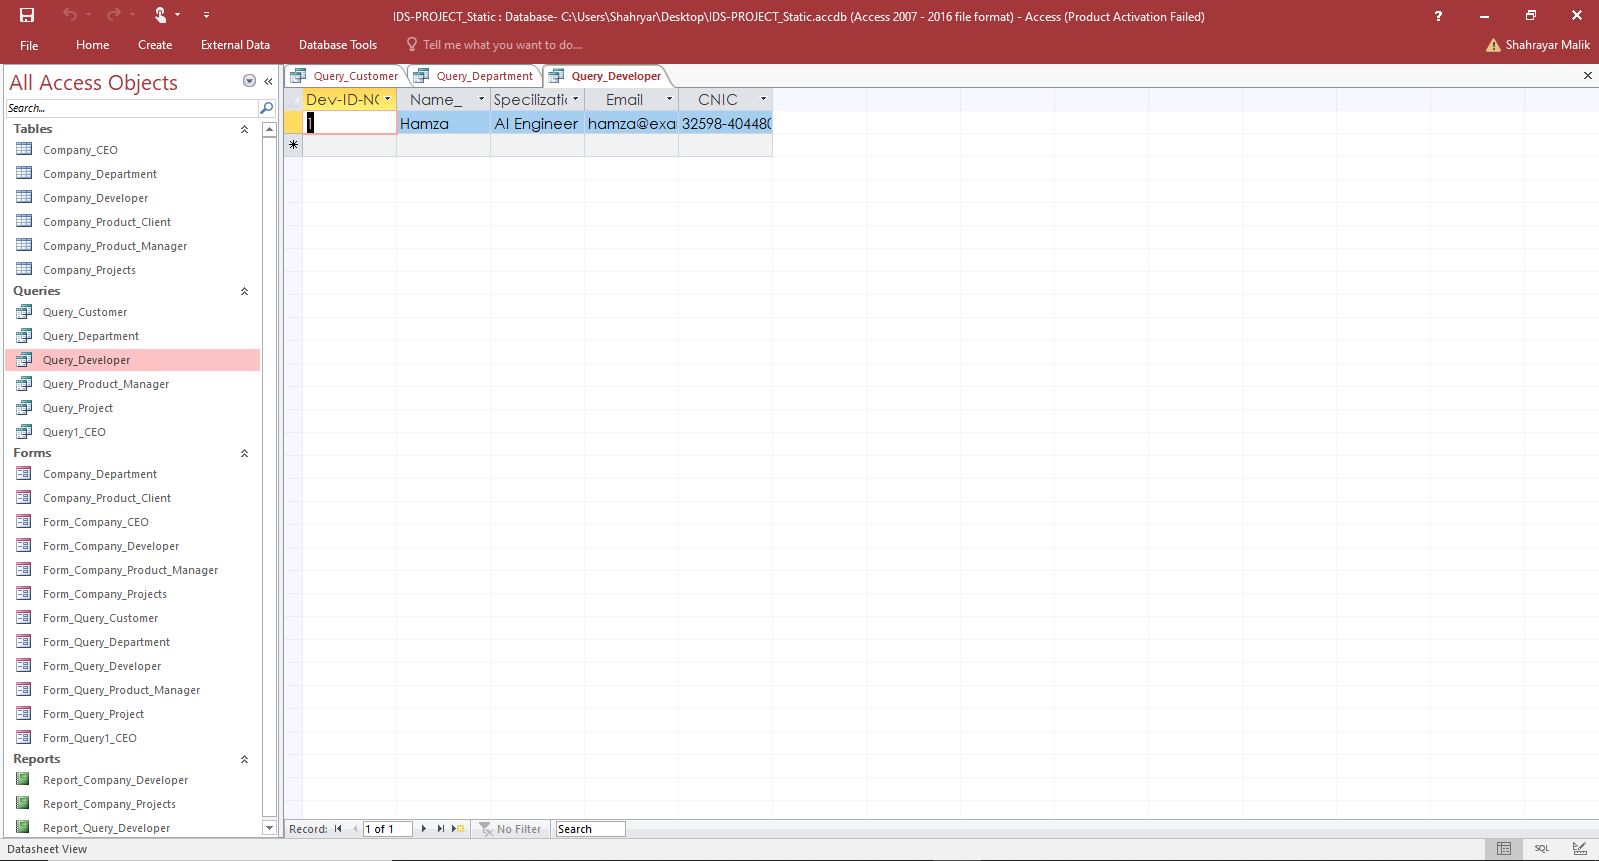 IDS-PROJECT_Static : Database- C:\Users\Shahryar\Desktop\IDS-PROJECT_Static.accdb (Access 2007 - 2016 file format) - Access (Product Activation Failed)
?
File Home Create External Data Database Tools Tell me what you want to do... Shahrayar Malik
All Access Objects
Query_Customer Query_Department Query_Developer
Search...
Dev-ID-NO Name_ Specilizatio Email CNIC
1 Hamza AI Engineer hamza@exa 32598-404480
Tables
Company_CEO
Company_Department
Company_Developer
Company_Product_Client
Company_Product_Manager
Company_Projects
Queries
Query_Customer
Query_Department
Query_Developer
Query_Product_Manager
Query_Project
Query1_CEO
Forms
Company_Department
Company_Product_Client
Form_Company_CEO
Form_Company_Developer
Form_Company_Product_Manager
Form_Company_Projects
Form_Query_Customer
Form_Query_Department
Form_Query_Developer
Form_Query_Product_Manager
Form_Query_Project
Form_Query1_CEO
Reports
Report_Company_Developer
Report_Company_Projects
Report_Query_Developer
Record: 1 of 1 No Filter Search
Datasheet View SQL